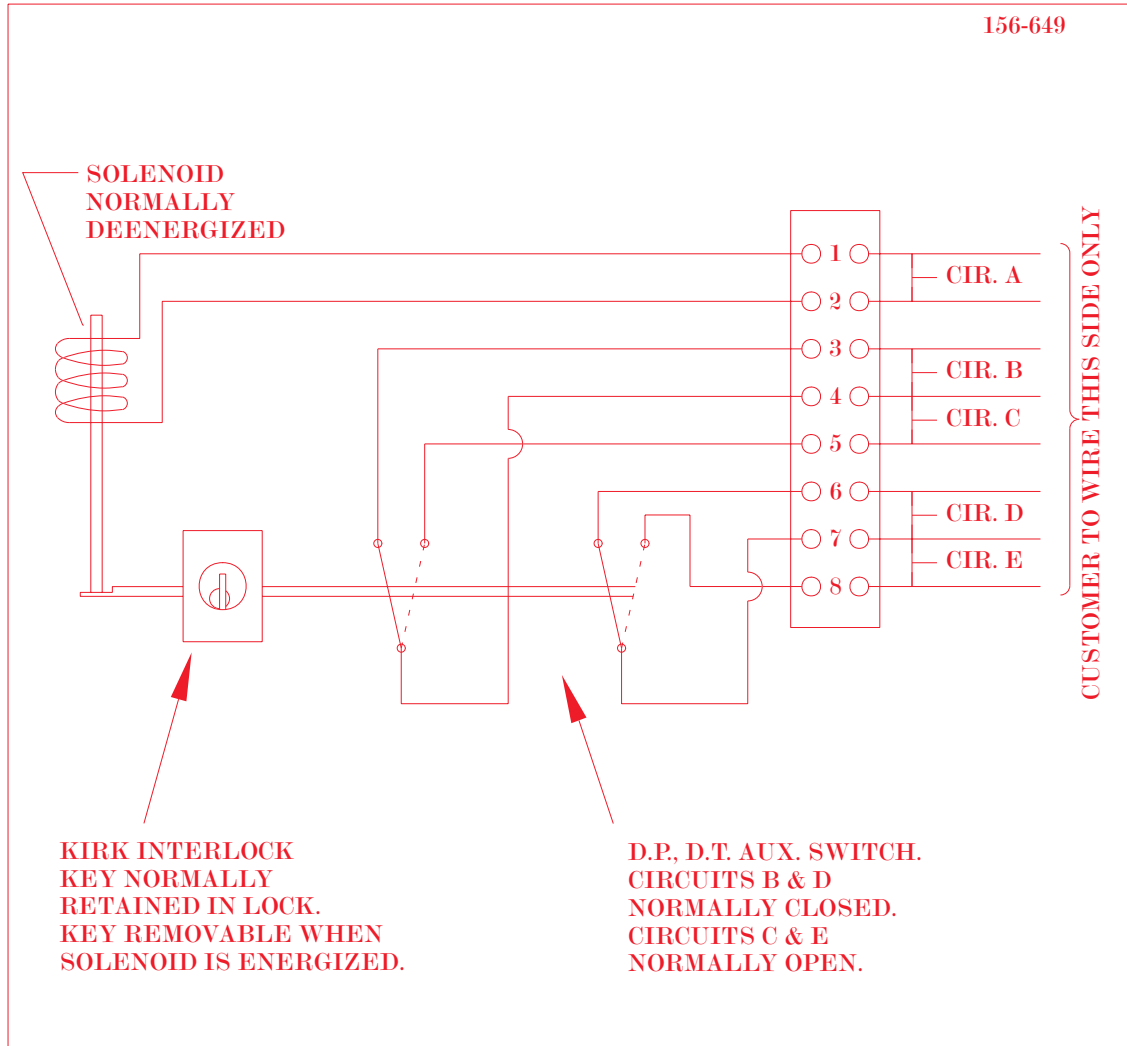 156-649
SOLENOID
NORMALLY
DEENERGIZED
1
CIR. A
2
3
CIR. B
4
CIR. C
5
6
CIR. D
7
CIR. E
8
CUSTOMER TO WIRE THIS SIDE ONLY
KIRK INTERLOCK
KEY NORMALLY
RETAINED IN LOCK.
KEY REMOVABLE WHEN
SOLENOID IS ENERGIZED.
D.P., D.T. AUX. SWITCH.
CIRCUITS B & D
NORMALLY CLOSED.
CIRCUITS C & E
NORMALLY OPEN.